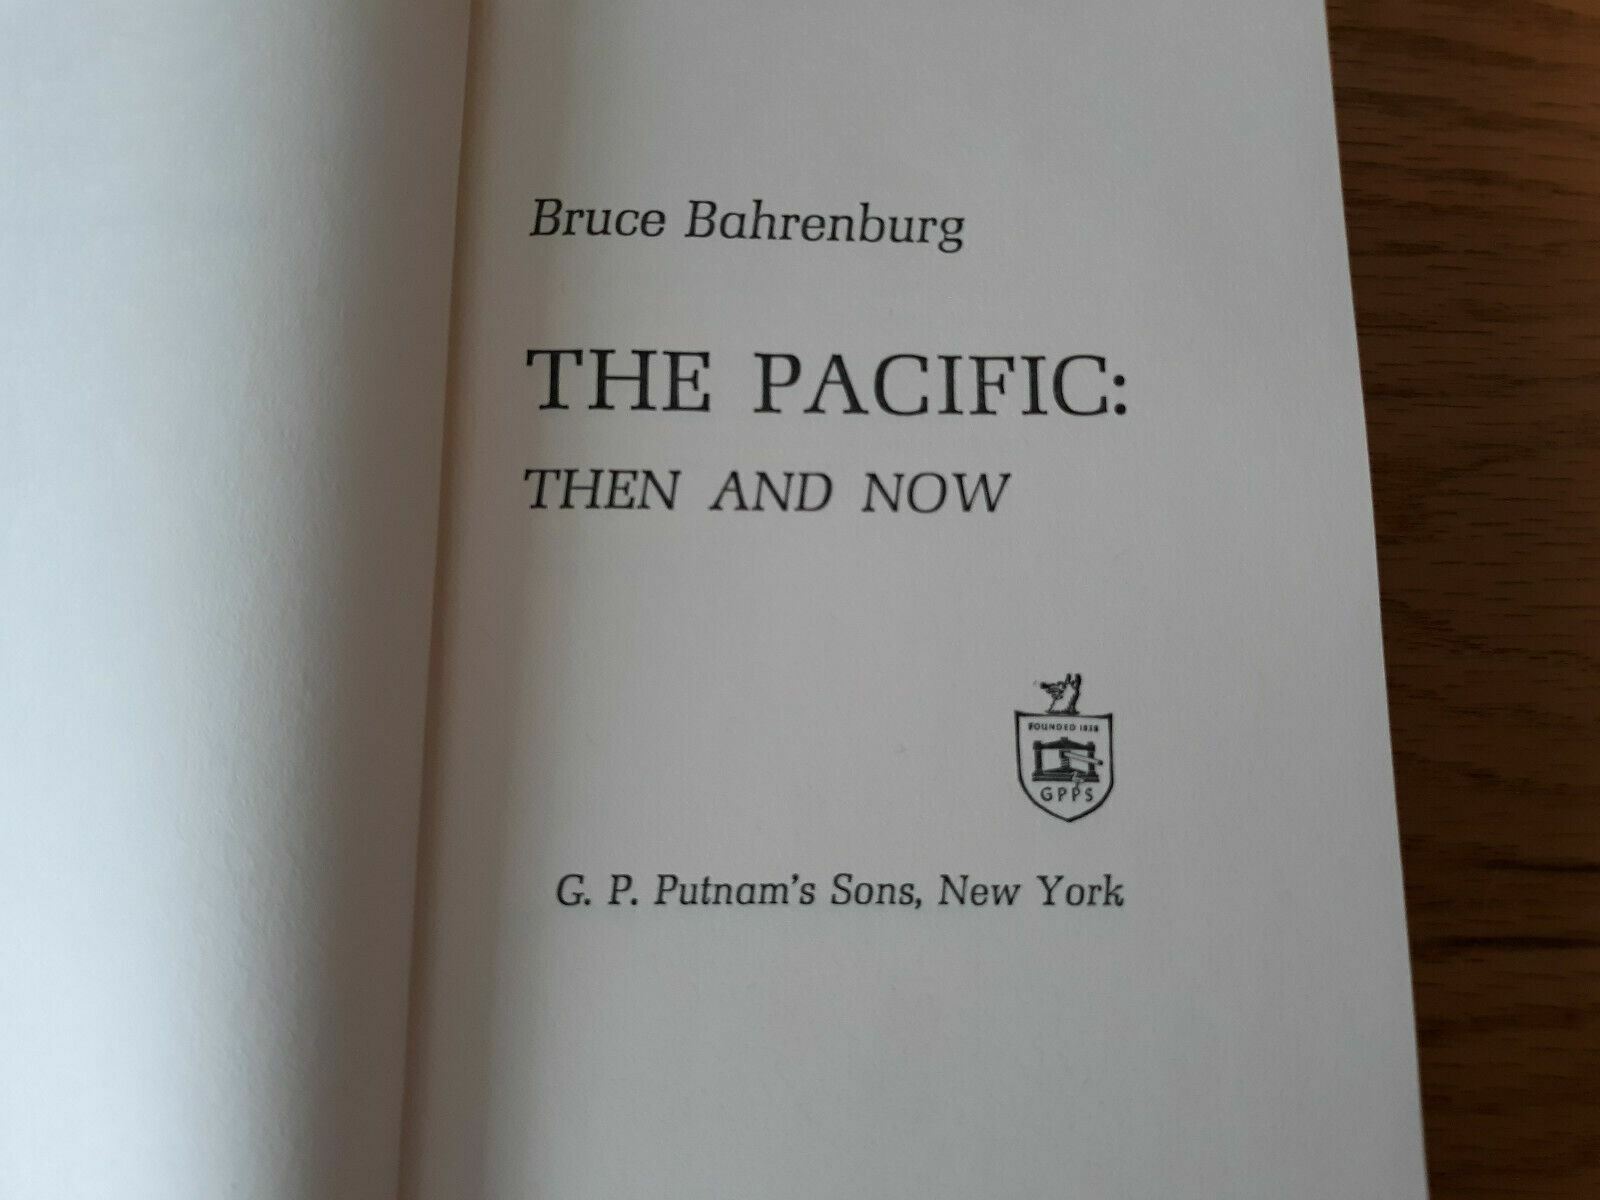 Bruce Bahrenburg
THE PACIFIC:
THEN AND NOW
FOUNDED 1838
GPPS
G. P. Putnam's Sons, New York